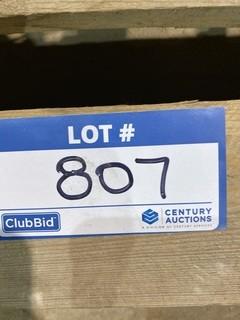 LOT #
807
ClubBid
CENTURY
AUCTIONS
A DIVISION OF CENTURY SERVICES